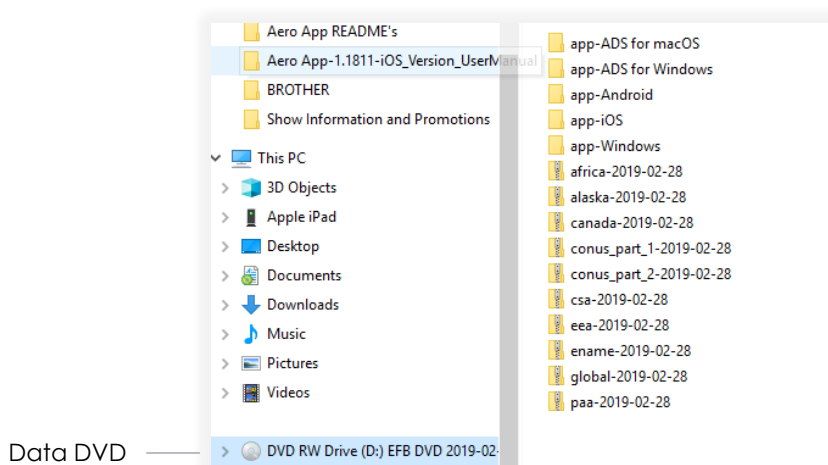 Aero App README's
Aero App-1.1811-iOS_Version_UserManual
BROTHER
Show Information and Promotions
This PC
3D Objects
Apple iPad
Desktop
Documents
Downloads
Music
Pictures
Videos
DVD RW Drive (D:) EFB DVD 2019-02-
Data DVD
app-ADS for macOS
app-ADS for Windows
app-Android
app-iOS
app-Windows
africa-2019-02-28
alaska-2019-02-28
canada-2019-02-28
conus_part_1-2019-02-28
conus_part_2-2019-02-28
csa-2019-02-28
eea-2019-02-28
ename-2019-02-28
global-2019-02-28
paa-2019-02-28